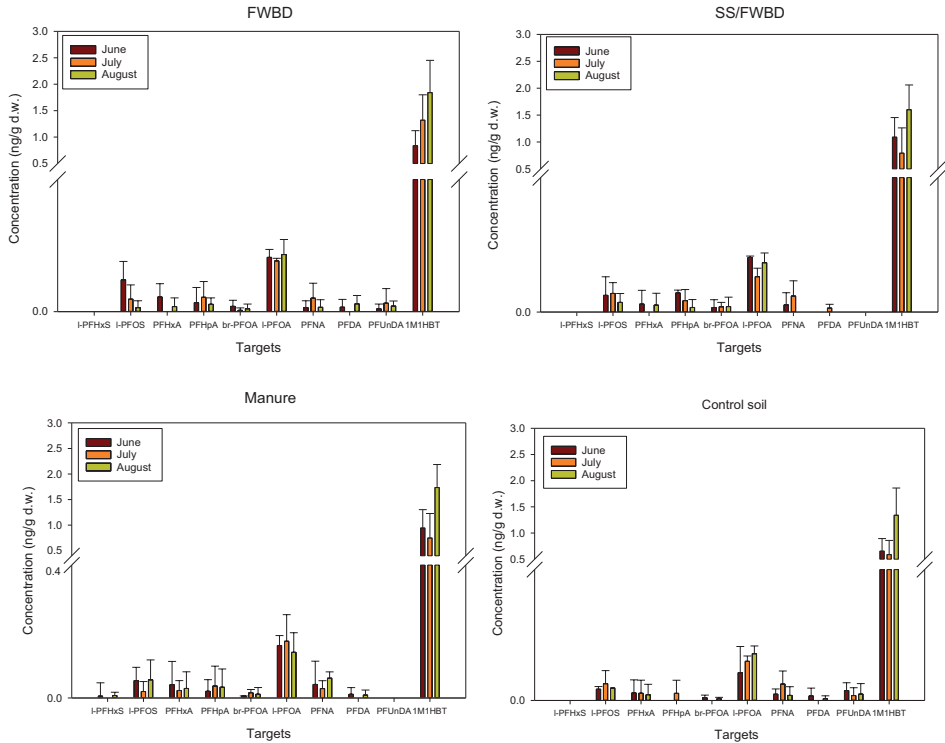 FWBD
3.0
2.5
2.0
1.5
1.0
0.5
0.0
Concentration (ng/g d.w.)
June
July
August
l-PFHxS l-PFOS PFHxA PFHpA br-PFOA l-PFOA PFNA PFDA PFUnDA 1M1HBT
Targets
SS/FWBD
3.0
2.5
2.0
1.5
1.0
0.5
0.0
Concentration (ng/g d.w.)
June
July
August
l-PFHxS l-PFOS PFHxA PFHpA br-PFOA l-PFOA PFNA PFDA PFUnDA 1M1HBT
Targets
Manure
3.0
2.5
2.0
1.5
1.0
0.5
0.4
0.0
Concentration (ng/g d.w.)
June
July
August
l-PFHxS l-PFOS PFHxA PFHpA br-PFOA l-PFOA PFNA PFDA PFUnDA 1M1HBT
Targets
Control soil
3.0
2.5
2.0
1.5
1.0
0.5
0.0
Concentration (ng/g d.w.)
June
July
August
l-PFHxS l-PFOS PFHxA PFHpA br-PFOA l-PFOA PFNA PFDA PFUnDA 1M1HBT
Targets